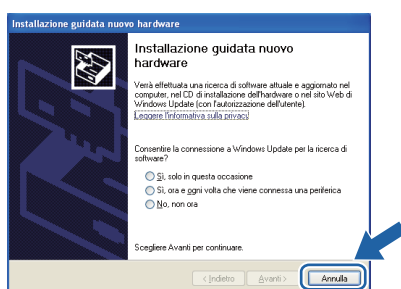 Installazione guidata nuovo hardware
Installazione guidata nuovo
hardware
Verrà effettuata una ricerca di software attuale e aggiornato nel
computer, nel CD di installazione dell'hardware o nel sito Web di
Windows Update (con l'autorizzazione dell'utente).
Leggere l'informativa sulla privacy
Consentire la connessione a Windows Update per la ricerca di
software?
Sì, solo in questa occasione
Sì, ora e ogni volta che viene connessa una periferica
No, non ora
Scegliere Avanti per continuare.
< Indietro Avanti > Annulla